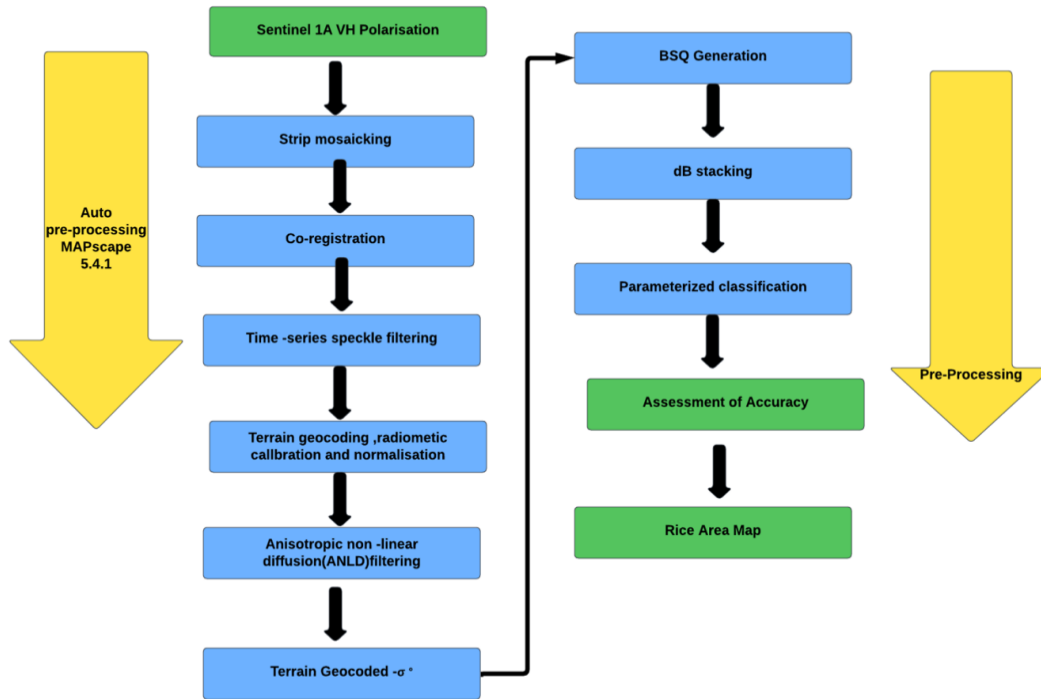 Sentinel 1A VH Polarisation
Strip mosaicking
Co-registration
Time -series speckle filtering
Terrain geocoding ,radiometic
callbration and normalisation
Anisotropic non -linear
diffusion(ANLD)filtering
Terrain Geocoded -σ °
Auto
pre-processing
MAPscape
5.4.1
BSQ Generation
dB stacking
Parameterized classification
Assessment of Accuracy
Rice Area Map
Pre-Processing